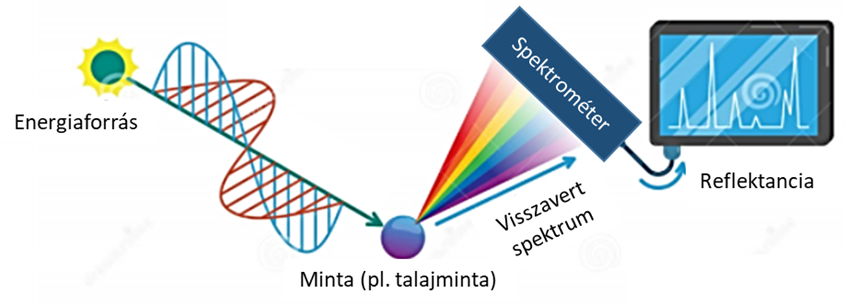 Energiaforrás
Minta (pl. talajminta)
Visszavert
spektrum
Spektrométer
Reflektancia